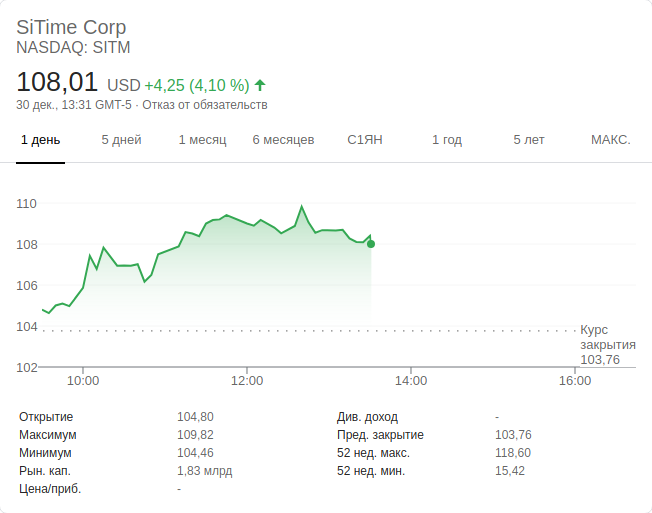 SiTime Corp
NASDAQ: SITM
108,01 USD +4,25 (4,10 %)
30 дек., 13:31 GMT-5 · Отказ от обязательств
1 день 5 дней 1 месяц 6 месяцев С1ЯН 1 год 5 лет МАКС.
110
108
106
104
Курс
закрытия
103,76
102
10:00 12:00 14:00 16:00
Открытие 104,80 Див. доход -
Максимум 109,82 Пред. закрытие 103,76
Минимум 104,46 52 нед. макс. 118,60
Рын. кап. 1,83 млрд 52 нед. мин. 15,42
Цена/приб. -